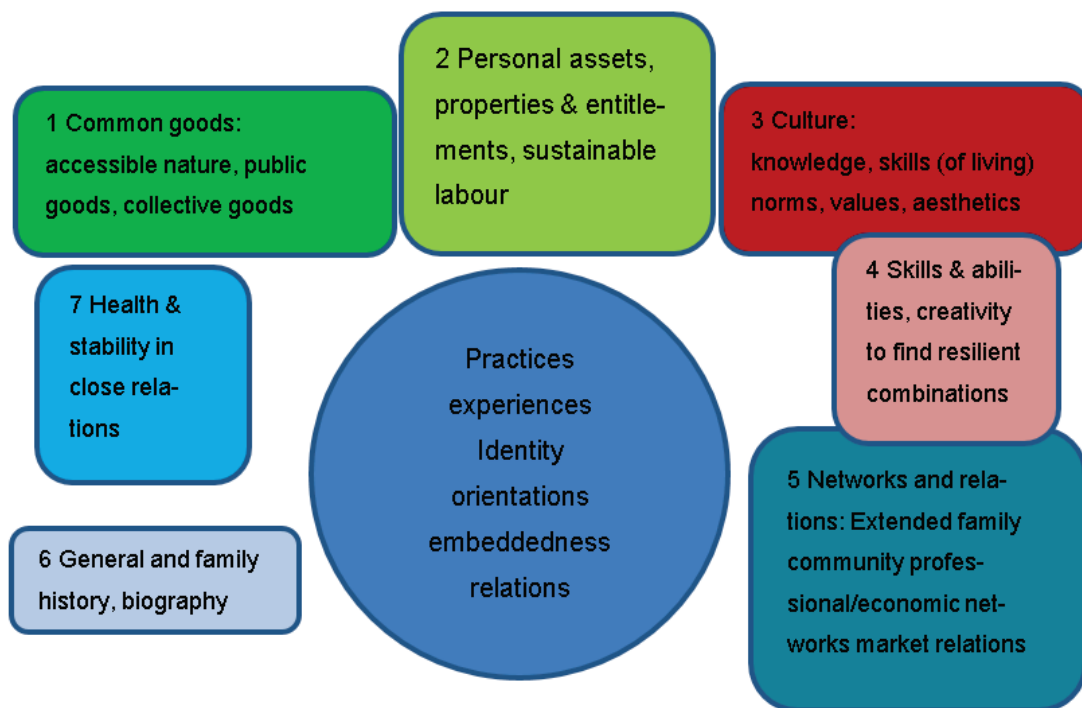 1 Common goods:
accessible nature, public
goods, collective goods
2 Personal assets,
properties & entitle-
ments, sustainable
labour
3 Culture:
knowledge, skills (of living)
norms, values, aesthetics
4 Skills & abili-
ties, creativity
to find resilient
combinations
5 Networks and rela-
tions: Extended family
community profes-
sional/economic net-
works market relations
6 General and family
history, biography
7 Health &
stability in
close rela-
tions
Practices
experiences
Identity
orientations
embeddedness
relations